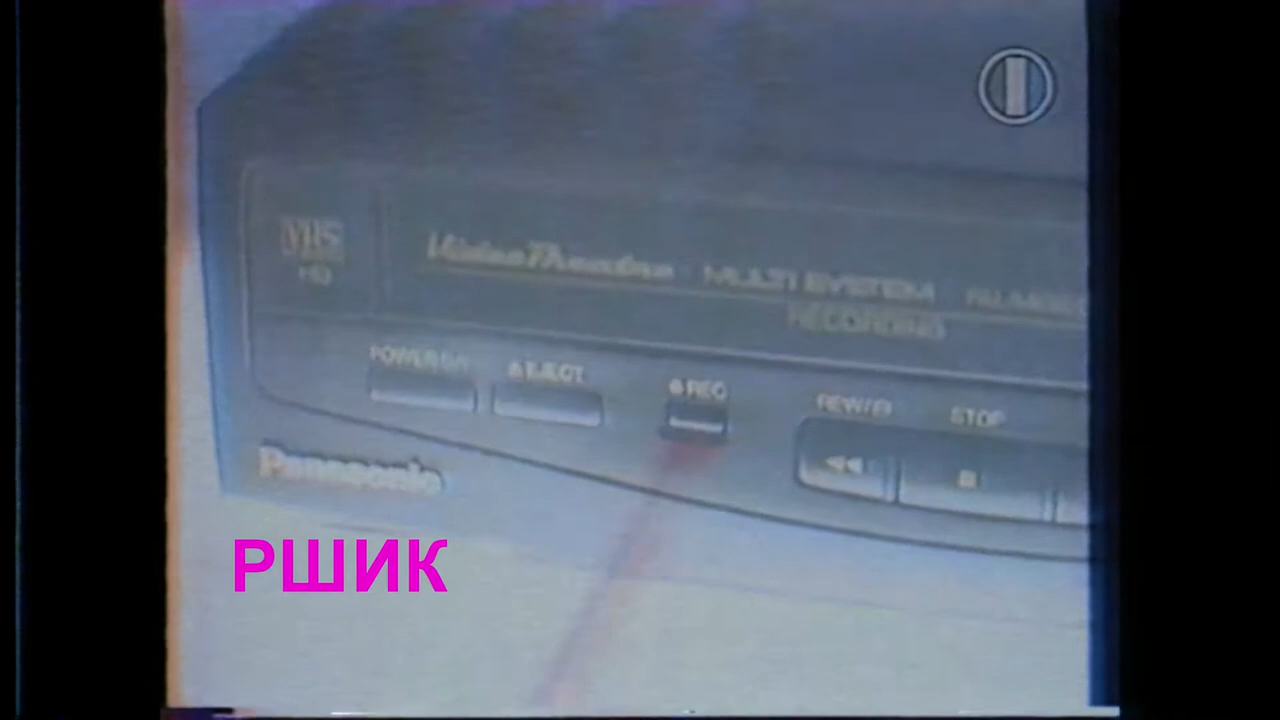 VHS
HQ
MULTI SYSTEM
RECORDING
POWER
EJECT
REC
REW/
STOP
Panasonic
РШИК